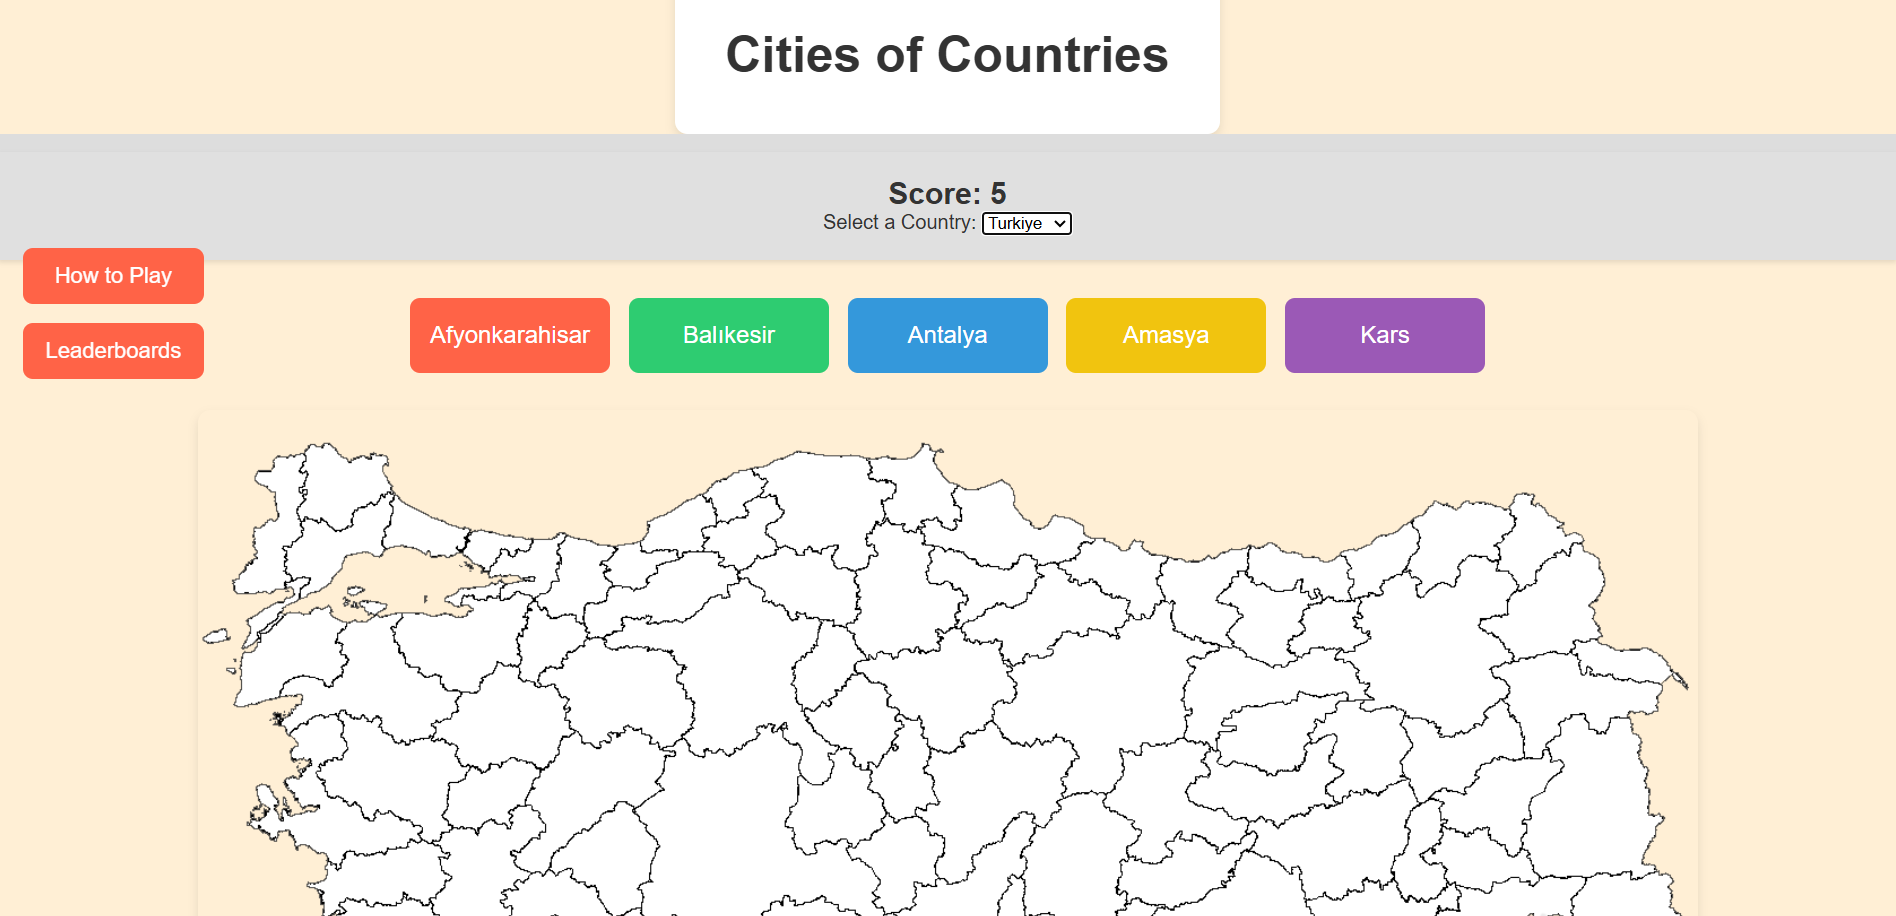 Cities of Countries
Score: 5
Select a Country: Turkiye
How to Play
Leaderboards
Afyonkarahisar
Balıkesir
Antalya
Amasya
Kars